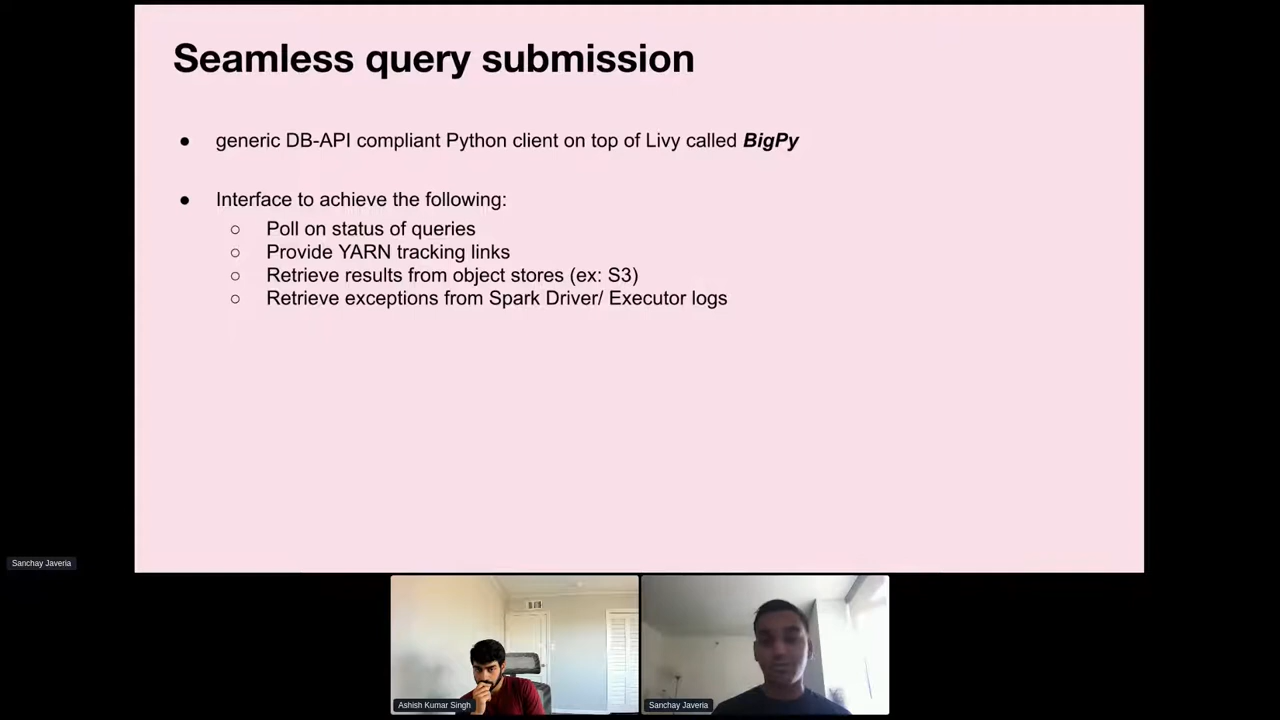 Seamless query submission
● generic DB-API compliant Python client on top of Livy called BigPy
● Interface to achieve the following:
○ Poll on status of queries
○ Provide YARN tracking links
○ Retrieve results from object stores (ex: S3)
○ Retrieve exceptions from Spark Driver/ Executor logs
Sanchay Javeria
Ashish Kumar Singh
Sanchay Javeria